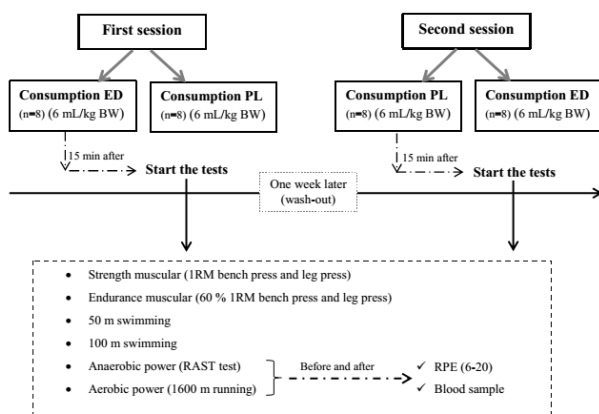 First session
Second session
Consumption ED
(n=8) (6 mL/kg BW)
Consumption PL
(n=8) (6 mL/kg BW)
Consumption PL
(n=8) (6 mL/kg BW)
Consumption ED
(n=8) (6 mL/kg BW)
15 min after
Start the tests
15 min after
Start the tests
One week later
(wash-out)
• Strength muscular (1RM bench press and leg press)
• Endurance muscular (60 % 1RM bench press and leg press)
• 50 m swimming
• 100 m swimming
• Anaerobic power (RAST test)
• Aerobic power (1600 m running)
Before and after
✓ RPE (6-20)
✓ Blood sample